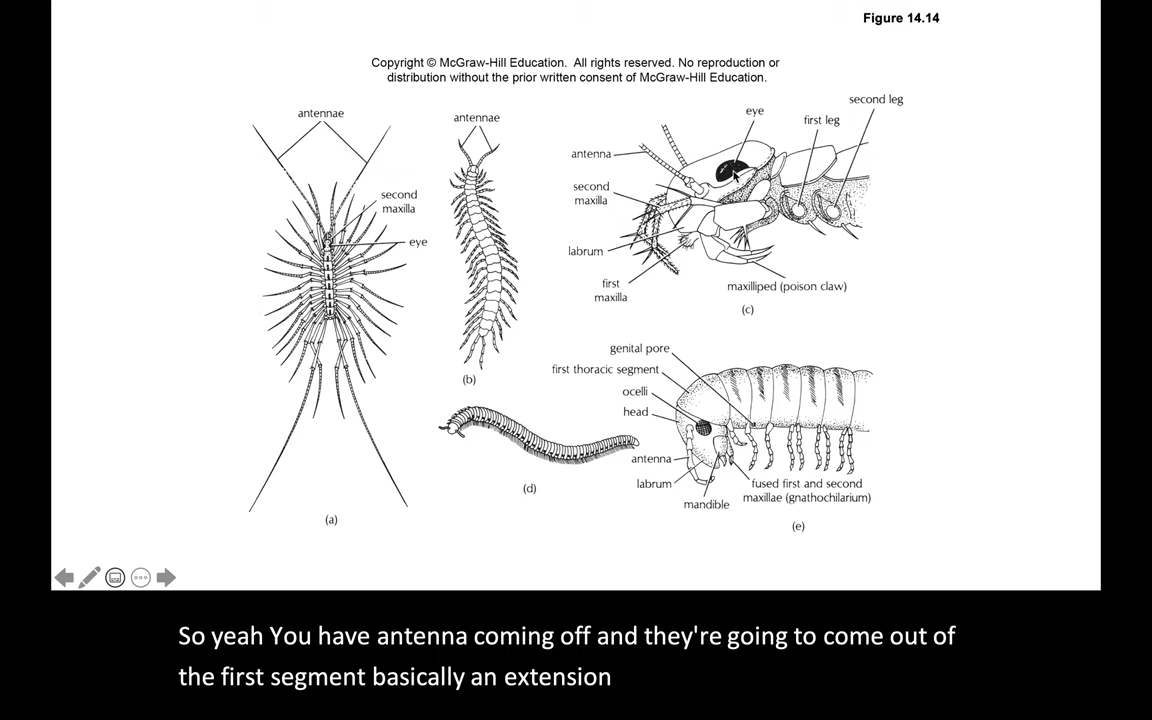 Figure 14.14
Copyright © McGraw-Hill Education. All rights reserved. No reproduction or
distribution without the prior written consent of McGraw-Hill Education.
antennae
second
maxilla
eye
(a)
antennae
(b)
eye
second leg
first leg
antenna
second
maxilla
labrum
first
maxilla
maxilliped (poison claw)
(c)
(d)
genital pore
first thoracic segment
ocelli
head
antenna
labrum
mandible
fused first and second
maxillae (gnathochilarium)
(e)
So yeah You have antenna coming off and they're going to come out of
the first segment basically an extension